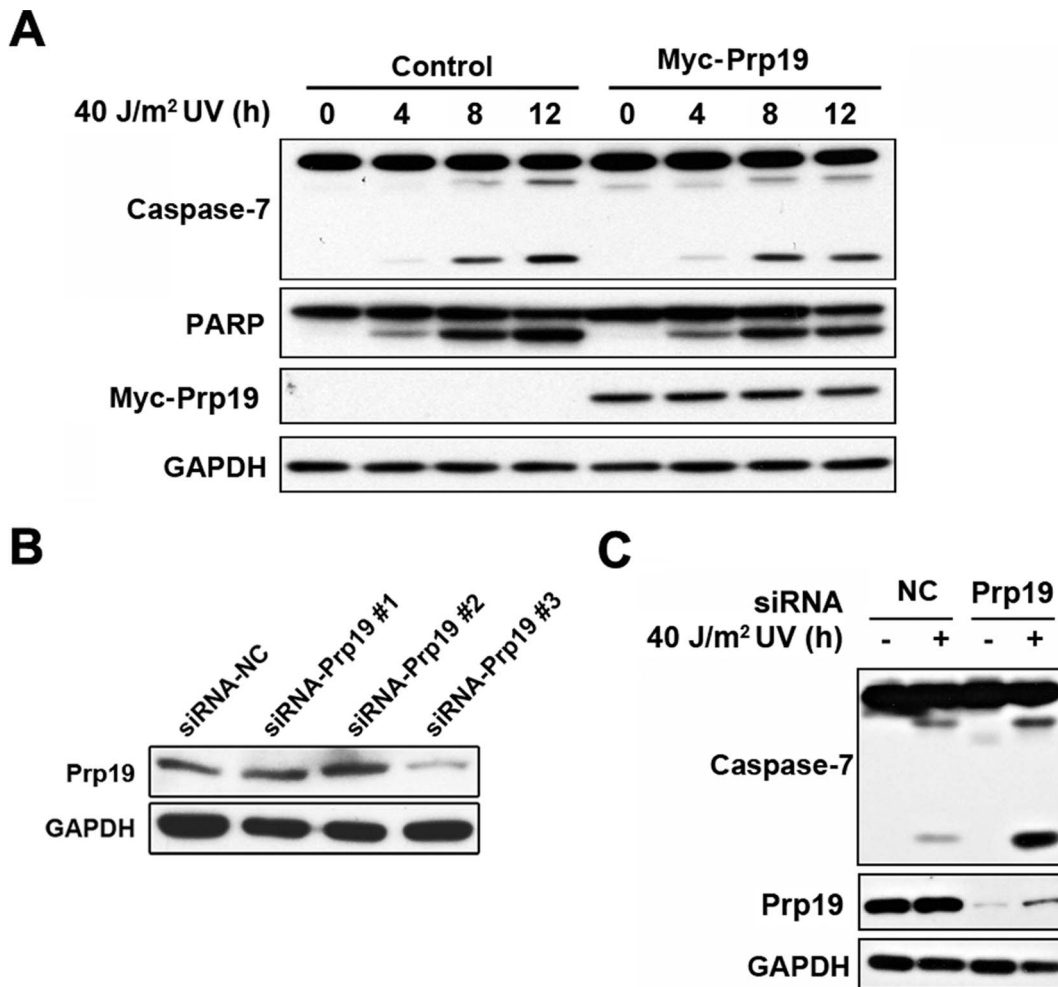 A
Control Myc-Prp19
40 J/m² UV (h) 0 4 8 12 0 4 8 12
Caspase-7
PARP
Myc-Prp19
GAPDH
B
siRNA-NC
siRNA-Prp19 #1
siRNA-Prp19 #2
siRNA-Prp19 #3
Prp19
GAPDH
C
siRNA NC Prp19
40 J/m² UV (h) - + - +
Caspase-7
Prp19
GAPDH